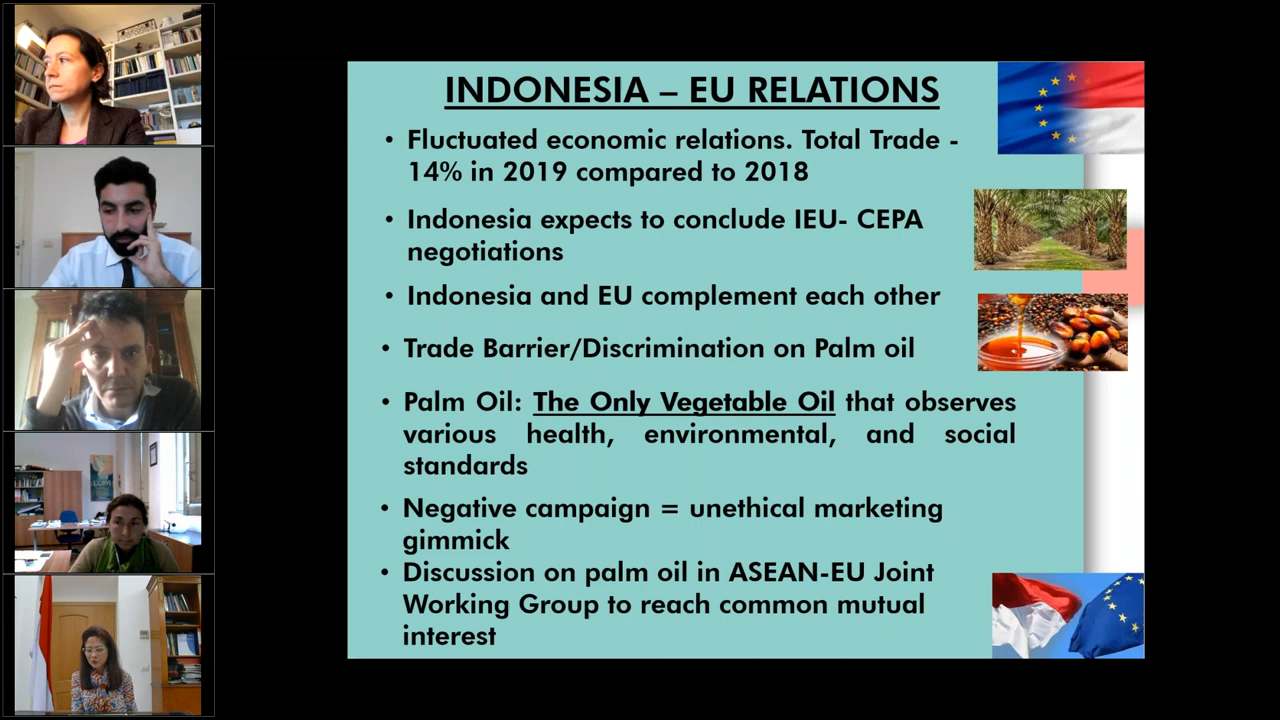 INDONESIA – EU RELATIONS
• Fluctuated economic relations. Total Trade -
14% in 2019 compared to 2018
• Indonesia expects to conclude IEU- CEPA
negotiations
• Indonesia and EU complement each other
• Trade Barrier/Discrimination on Palm oil
• Palm Oil: The Only Vegetable Oil that observes
various health, environmental, and social
standards
• Negative campaign = unethical marketing
gimmick
• Discussion on palm oil in ASEAN-EU Joint
Working Group to reach common mutual
interest